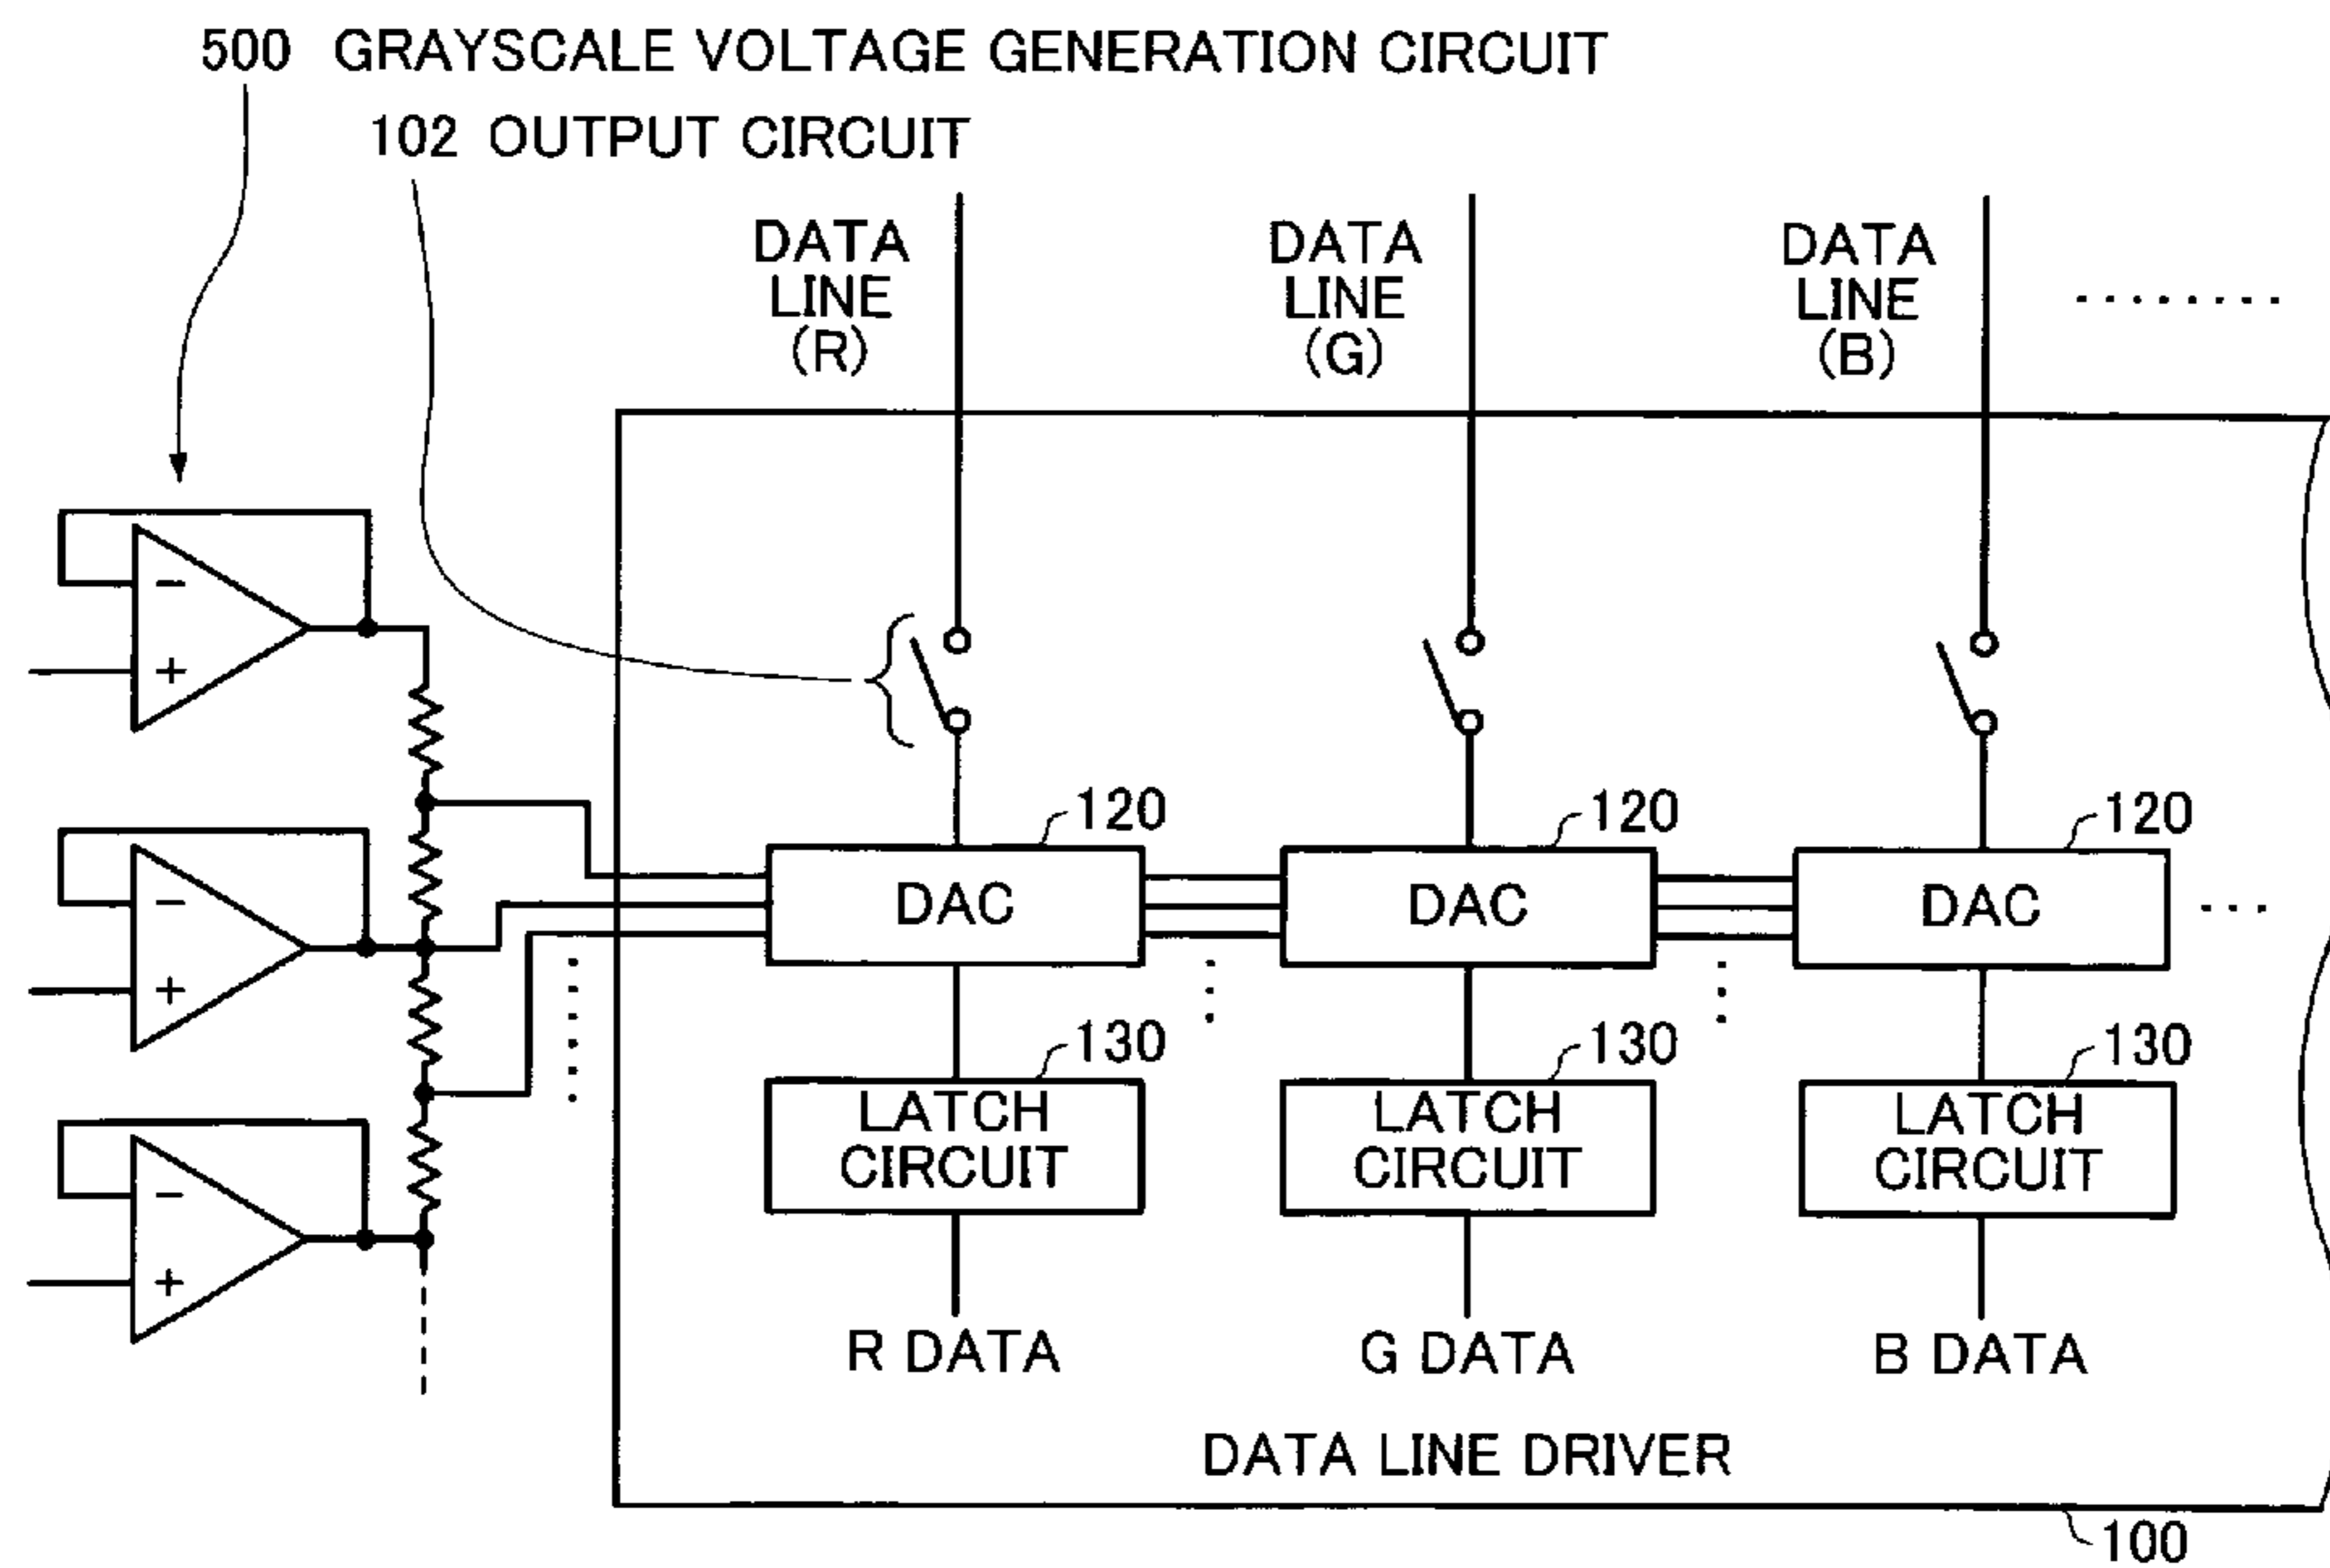 500 GRAYSCALE VOLTAGE GENERATION CIRCUIT
102 OUTPUT CIRCUIT
DATA LINE (R)
DATA LINE (G)
DATA LINE (B)
........
-
+
120
120
120
DAC
DAC
DAC
...
-
+
130
130
130
LATCH CIRCUIT
LATCH CIRCUIT
LATCH CIRCUIT
-
+
R DATA
G DATA
B DATA
DATA LINE DRIVER
100